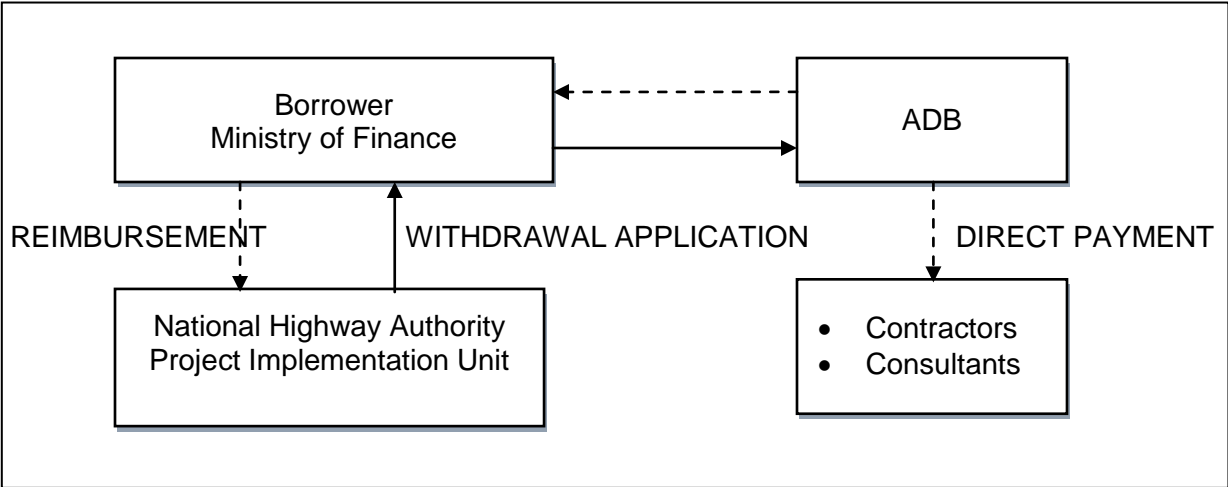 Borrower
Ministry of Finance
ADB
REIMBURSEMENT
WITHDRAWAL APPLICATION
DIRECT PAYMENT
National Highway Authority
Project Implementation Unit
• Contractors
• Consultants